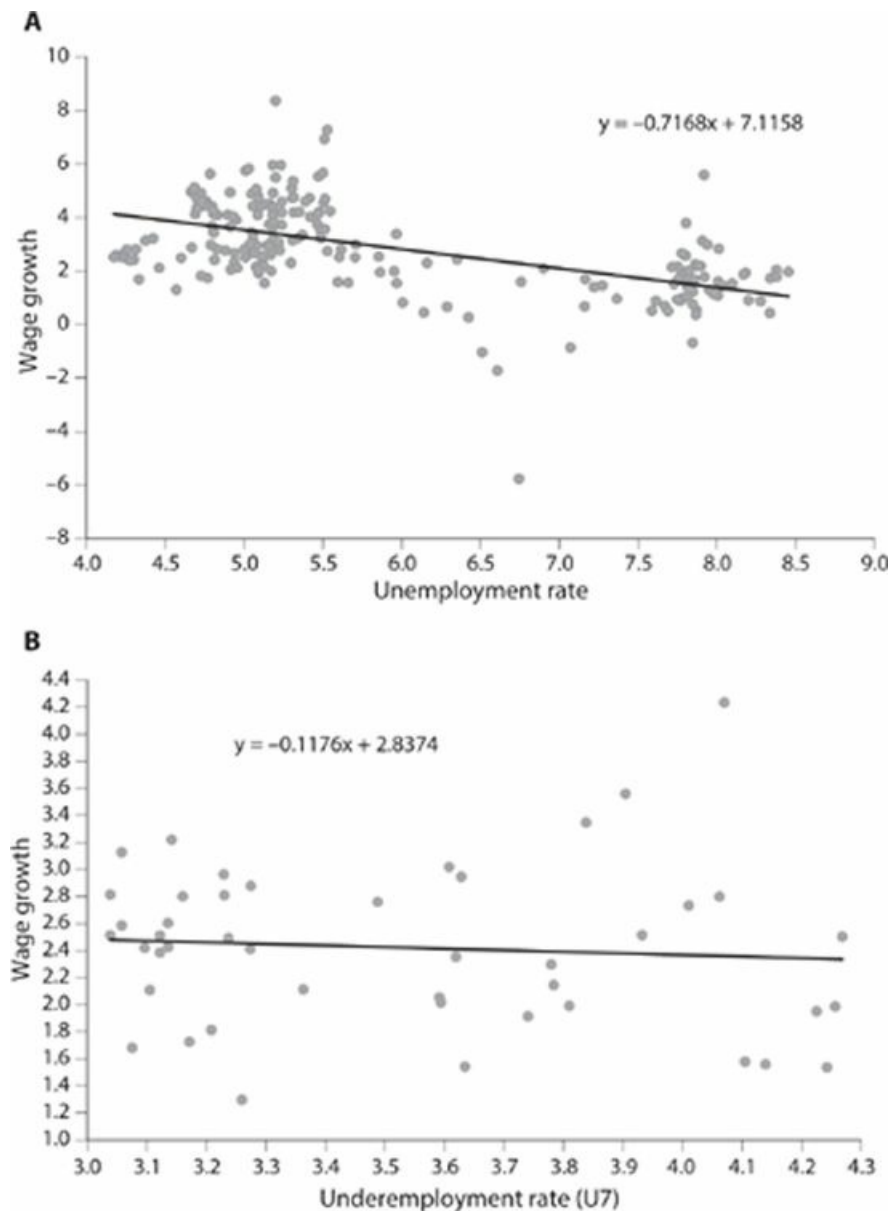 A
10
8
6
4
2
0
−2
−4
−6
−8
Wage growth
y = −0.7168x + 7.1158
4.0 4.5 5.0 5.5 6.0 6.5 7.0 7.5 8.0 8.5 9.0
Unemployment rate
B
4.4
4.2
4.0
3.8
3.6
3.4
3.2
3.0
2.8
2.6
2.4
2.2
2.0
1.8
1.6
1.4
1.2
1.0
Wage growth
y = −0.1176x + 2.8374
3.0 3.1 3.2 3.3 3.4 3.5 3.6 3.7 3.8 3.9 4.0 4.1 4.2 4.3
Underemployment rate (U7)